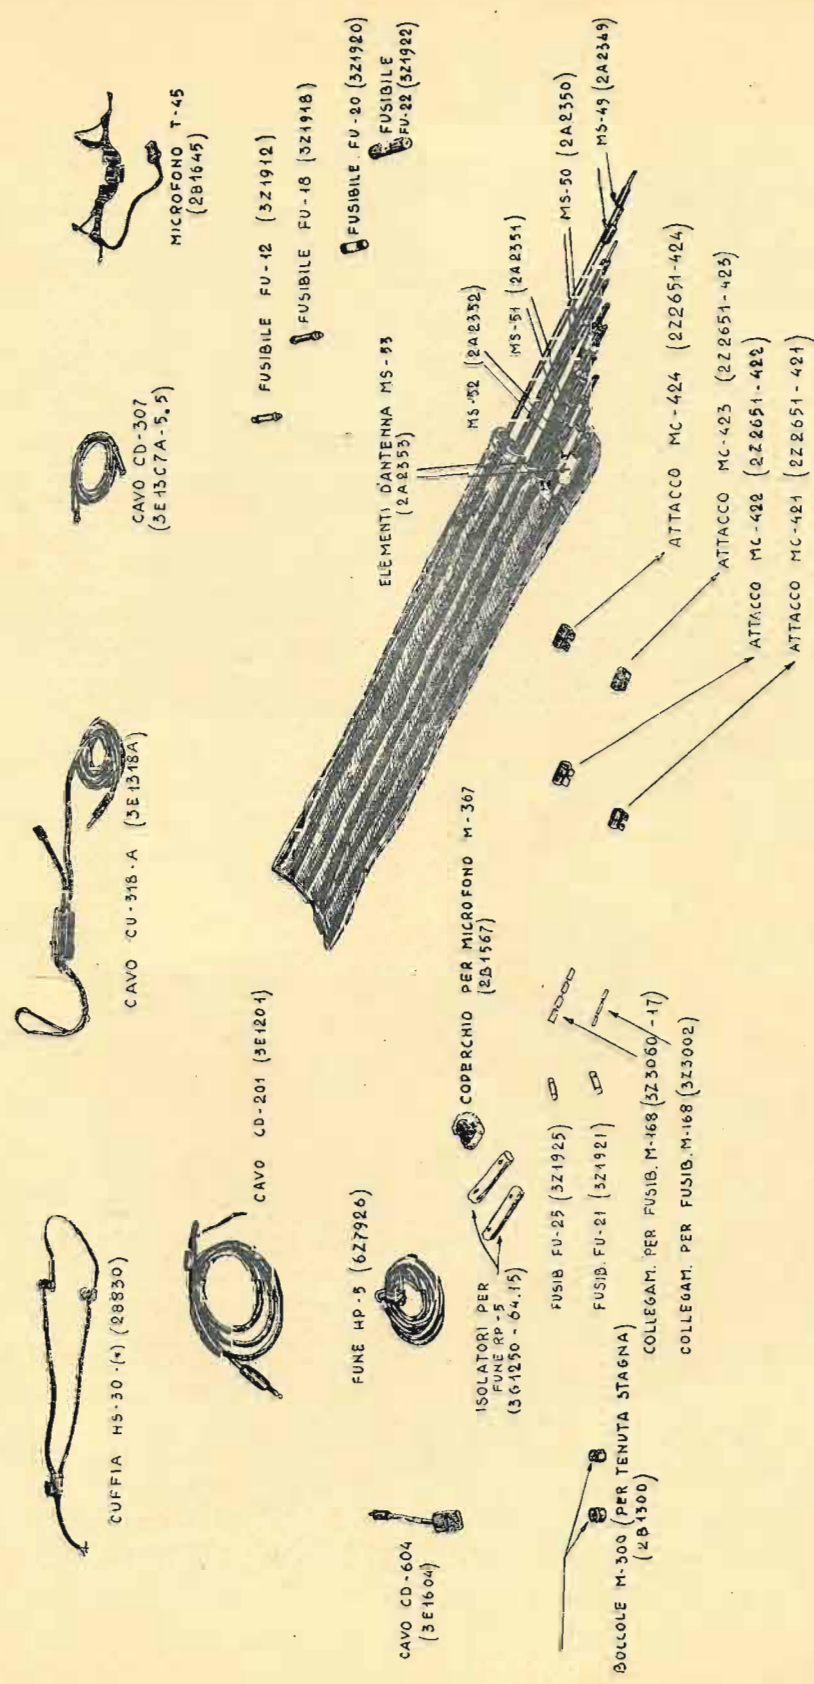 CUFFIA HS-30-(*) (2B830)
CAVO CU-318-A (3E1318A)
CAVO CD-307
(3E13C7A-5.5)
MICROFONO T-45
(2B1645)
CAVO CD-201 (3E1201)
FUSIBILE FU-12 (3Z1912)
FUSIBILE FU-18 (3Z1918)
FUSIBILE FU-20 (3Z1920)
FUSIBILE
FU-22 (3Z1922)
CAVO CD-604
(3E1604)
FUNE HP-5 (6Z7926)
ELEMENTI D'ANTENNA MS-53
(2A2353)
MS-52 (2A2352)
MS-51 (2A2351)
MS-50 (2A2350)
MS-49 (2A2349)
COPERCHIO PER MICROFONO M-367
(2B1567)
ISOLATORI PER
FUNE RP-5
(3G1250-64.15)
FUSIB FU-25 (3Z1925)
FUSIB. FU-21 (3Z1921)
BOCCOLE M-300 (PER TENUTA STAGNA)
(2B1300)
COLLEGAM. PER FUSIB. M-168 (3Z3060-17)
COLLEGAM. PER FUSIB. M-168 (3Z3002)
ATTACCO MC-424 (2Z2651-424)
ATTACCO MC-423 (2Z2651-423)
ATTACCO MC-422 (2Z2651-422)
ATTACCO MC-421 (2Z2651-421)